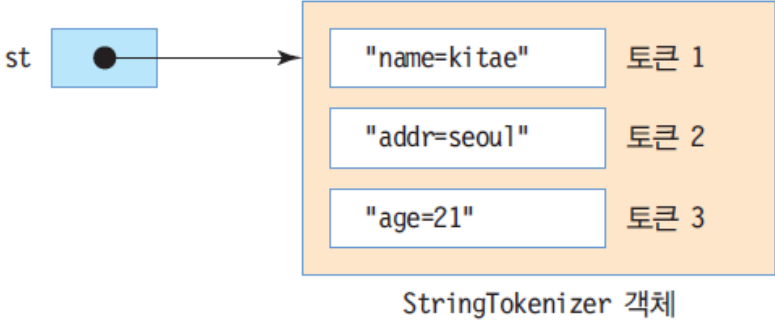 st "name=kitae" 토큰 1
"addr=seoul" 토큰 2
"age=21" 토큰 3
StringTokenizer 객체